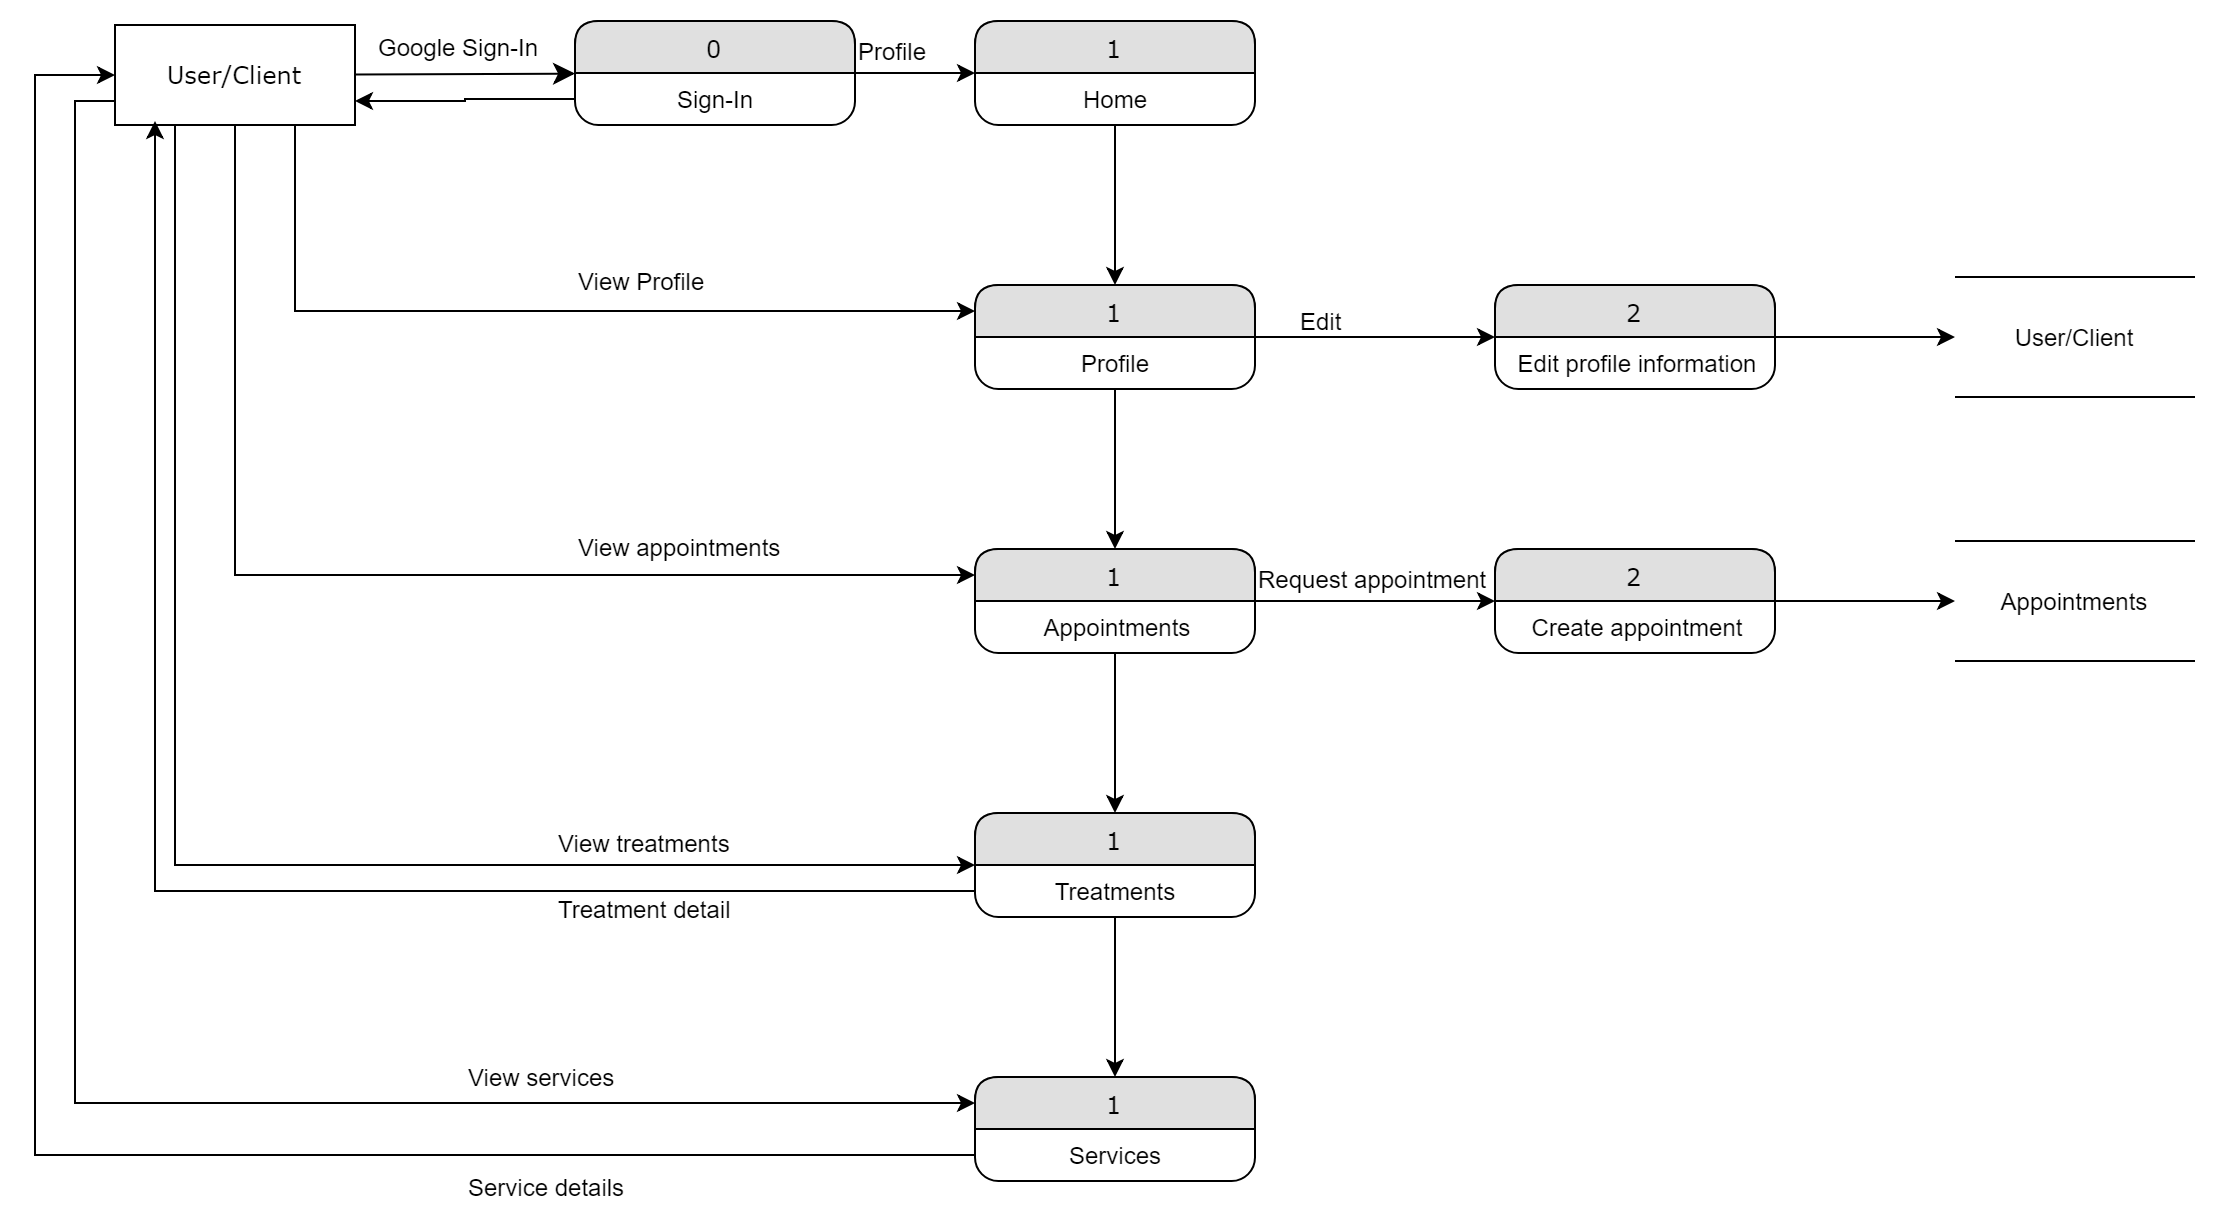 User/Client
Google Sign-In
0
Sign-In
Profile
1
Home
View Profile
1
Profile
Edit
2
Edit profile information
User/Client
View appointments
1
Appointments
Request appointment
2
Create appointment
Appointments
View treatments
1
Treatments
Treatment detail
View services
1
Services
Service details